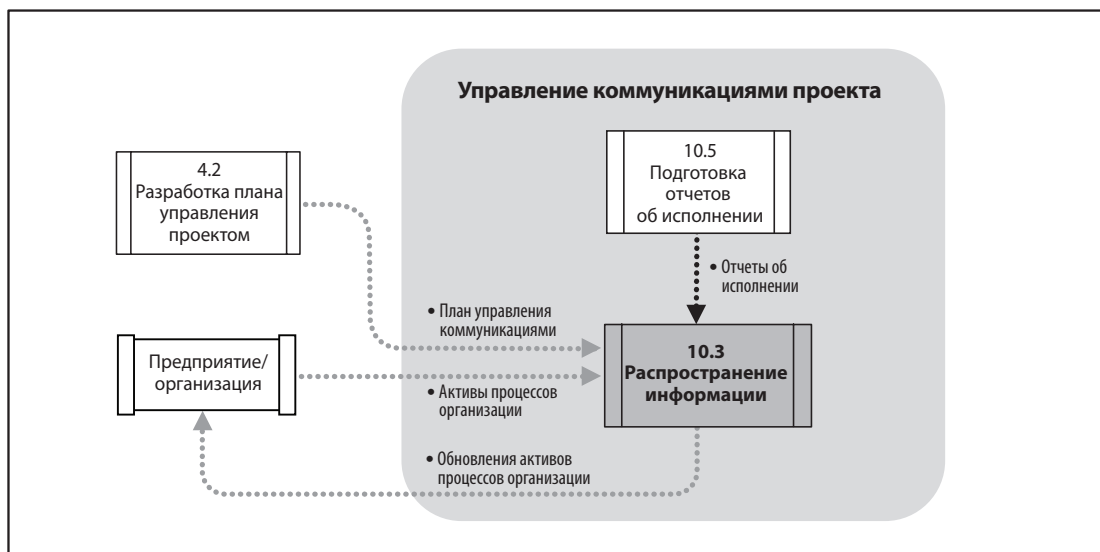 Управление коммуникациями проекта
4.2
Разработка плана
управления
проектом
10.5
Подготовка
отчетов
об исполнении
• Отчеты об
исполнении
• План управления
коммуникациями
Предприятие/
организация
10.3
Распространение
информации
• Активы процессов
организации
• Обновления активов
процессов организации